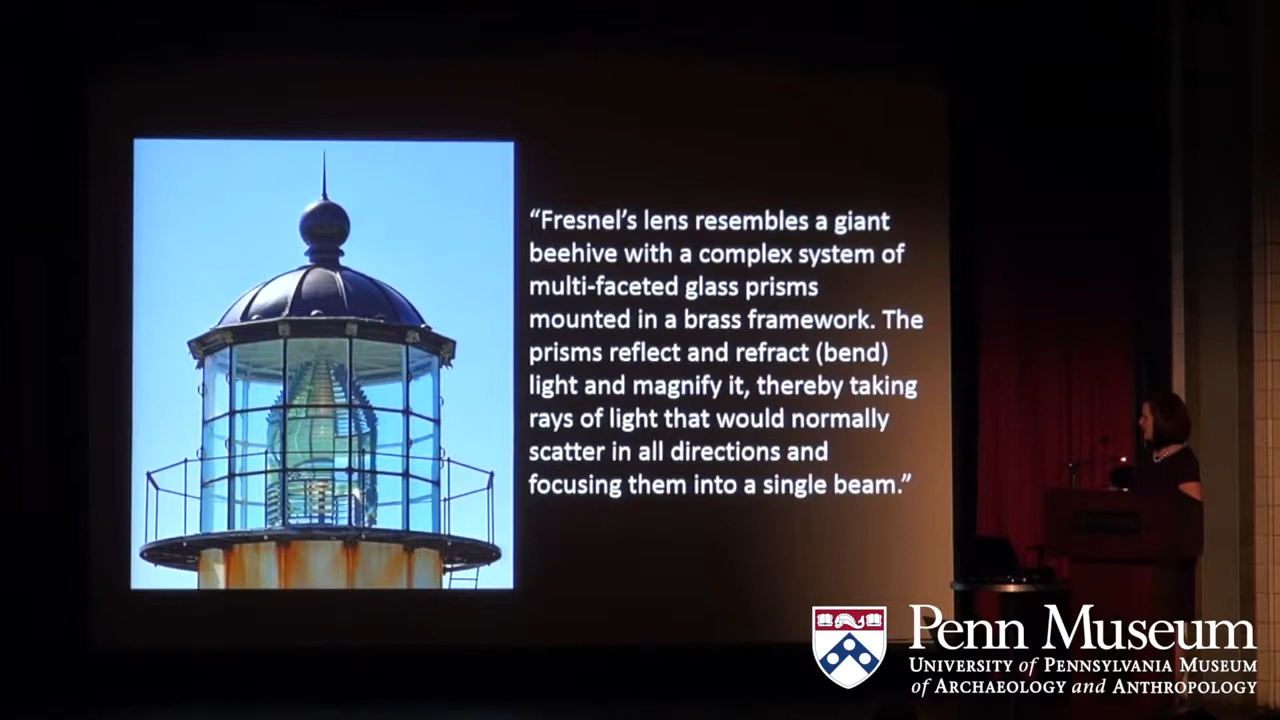 “Fresnel’s lens resembles a giant
beehive with a complex system of
multi-faceted glass prisms
mounted in a brass framework. The
prisms reflect and refract (bend)
light and magnify it, thereby taking
rays of light that would normally
scatter in all directions and
focusing them into a single beam.”
Penn Museum
University of Pennsylvania Museum
of Archaeology and Anthropology